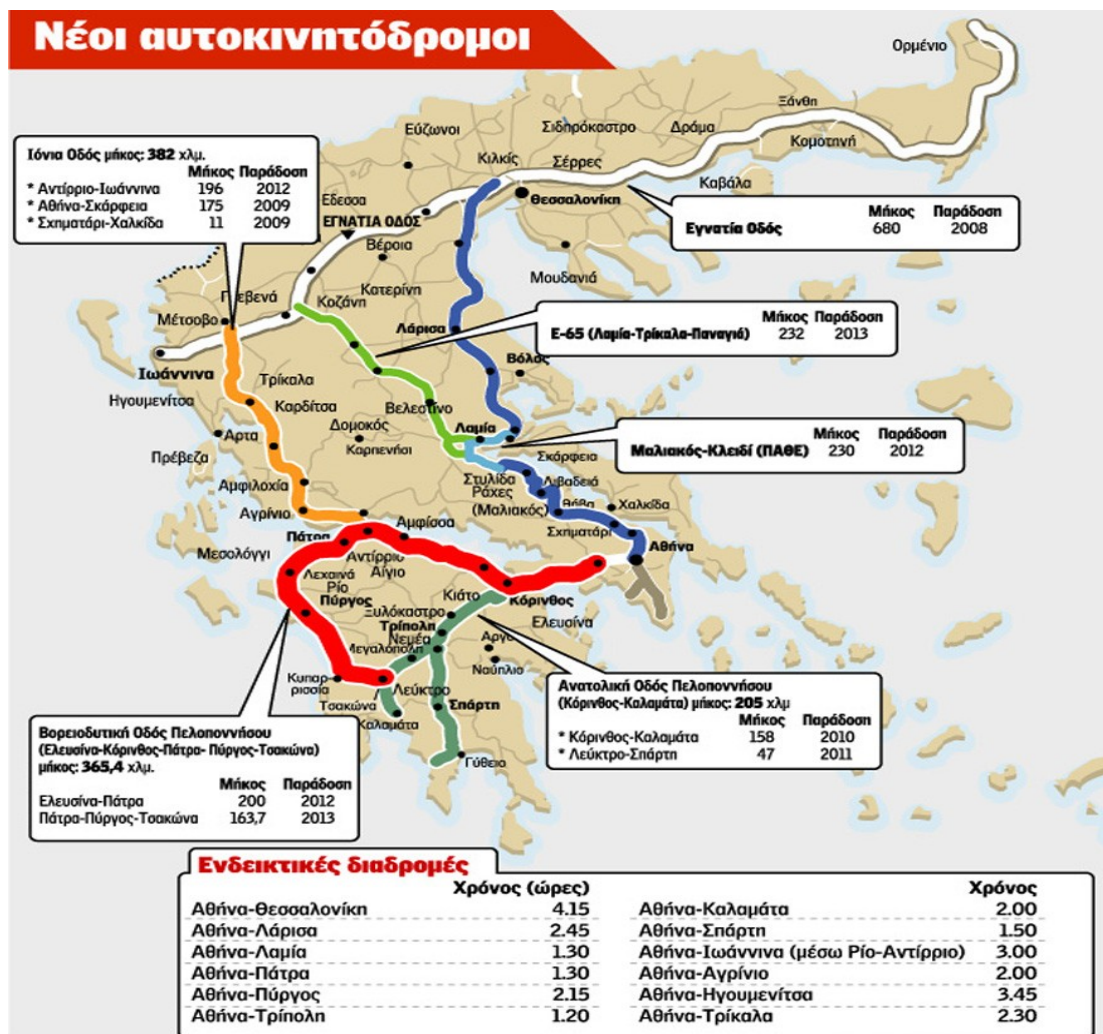 Νέοι αυτοκινητόδρομοι
Ορμένιο
Ξάνθη
Εύζωνοι
Σιδηρόκαστρο
Δράμα
Κομοτηνή
Κιλκίς
Σέρρες
Καβάλα
Θεσσαλονίκη
Έδεσσα
ΕΓΝΑΤΙΑ ΟΔΟΣ
Βέροια
Μουδανιά
Κατερίνη
Κοζάνη
Μέτσοβο
Λάρισα
Βόλος
Ιωάννινα
Τρίκαλα
Ηγουμενίτσα
Καρδίτσα
Βελεστίνο
Δομοκός
Λαμία
Άρτα
Καρπενήσι
Πρέβεζα
Σκάρφεια
Στυλίδα
Λιβαδειά
Ράχες
Αμφιλοχία
(Μαλιακός)
Θήβα
Χαλκίδα
Αγρίνιο
Αμφίσσα
Σχηματάρι
Πάτρα
Μεσολόγγι
Αντίρριο
Αθήνα
Αίγιο
Λεχαινά
Ρίο
Κιάτο
Κόρινθος
Πύργος
Ξυλόκαστρο
Τρίπολη
Νεμέα
Ελευσίνα
Μεγαλόπολη
Ναύπλιο
Κυπαρ-
ρισσία
Λεύκτρο
Τσακώνα
Σπάρτη
Καλαμάτα
Γύθειο
Ιόνια Οδός μήκος: 382 χλμ.
Μήκος Παράδοση
* Αντίρριο-Ιωάννινα 196 2012
* Αθήνα-Σκάρφεια 175 2009
* Σχηματάρι-Χαλκίδα 11 2009
Μήκος Παράδοση
Εγνατία Οδός 680 2008
Μήκος Παράδοση
Ε-65 (Λαμία-Τρίκαλα-Παναγιά) 232 2013
Μήκος Παράδοση
Μαλιακός-Κλειδί (ΠΑΘΕ) 230 2012
Ανατολική Οδός Πελοποννήσου
(Κόρινθος-Καλαμάτα) μήκος: 205 χλμ
Μήκος Παράδοση
* Κόρινθος-Καλαμάτα 158 2010
* Λεύκτρο-Σπάρτη 47 2011
Βορειοδυτική Οδός Πελοποννήσου
(Ελευσίνα-Κόρινθος-Πάτρα- Πύργος-Τσακώνα)
μήκος: 365,4 χλμ.
Μήκος Παράδοση
Ελευσίνα-Πάτρα 200 2012
Πάτρα-Πύργος-Τσακώνα 163,7 2013
Ενδεικτικές διαδρομές
Χρόνος (ώρες) Χρόνος
Αθήνα-Θεσσαλονίκη 4.15 Αθήνα-Καλαμάτα 2.00
Αθήνα-Λάρισα 2.45 Αθήνα-Σπάρτη 1.50
Αθήνα-Λαμία 1.30 Αθήνα-Ιωάννινα (μέσω Ρίο-Αντίρριο) 3.00
Αθήνα-Πάτρα 1.30 Αθήνα-Αγρίνιο 2.00
Αθήνα-Πύργος 2.15 Αθήνα-Ηγουμενίτσα 3.45
Αθήνα-Τρίπολη 1.20 Αθήνα-Τρίκαλα 2.30